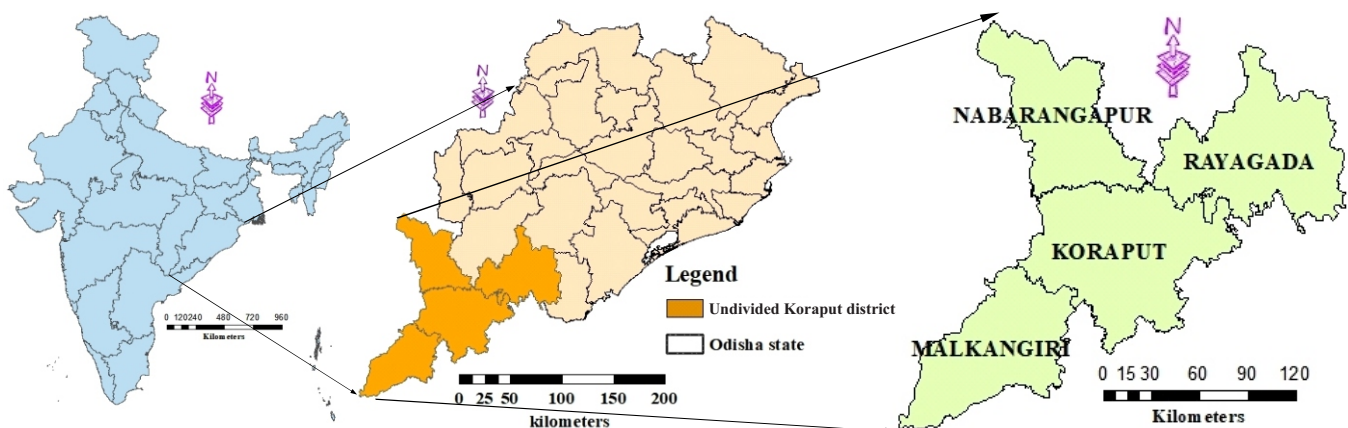 N
0 120240 480 720 960
Kilometers
N
Legend
Undivided Koraput district
Odisha state
0 25 50 100 150 200
kilometers
N
NABARANGAPUR
RAYAGADA
KORAPUT
MALKANGIRI
0 15 30 60 90 120
Kilometers